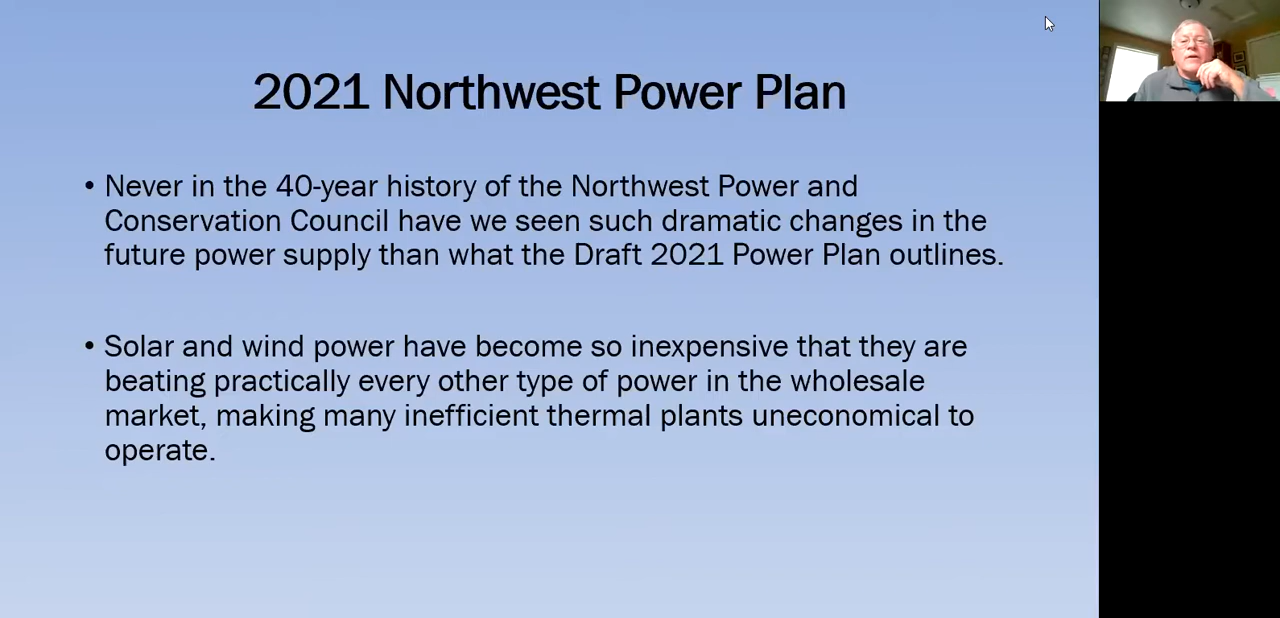 2021 Northwest Power Plan
• Never in the 40-year history of the Northwest Power and
Conservation Council have we seen such dramatic changes in the
future power supply than what the Draft 2021 Power Plan outlines.
• Solar and wind power have become so inexpensive that they are
beating practically every other type of power in the wholesale
market, making many inefficient thermal plants uneconomical to
operate.